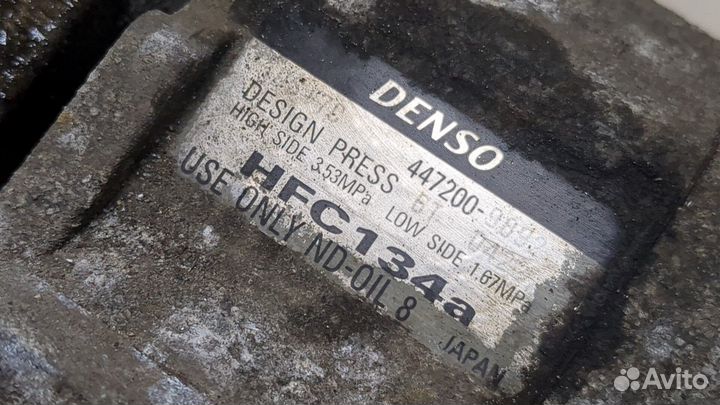 DENSO
447200-
DESIGN PRESS
HIGH SIDE 3.53MPa LOW SIDE 1.67MPa
HFC134a
USE ONLY ND-OIL 8
JAPAN
Avito